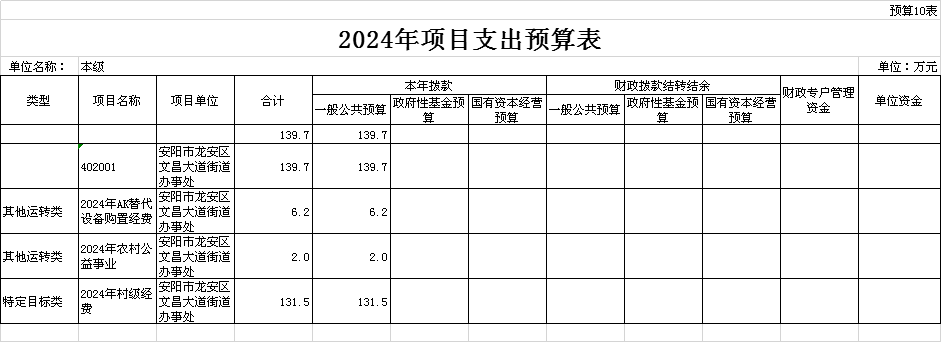 预算10表
2024年项目支出预算表
单位名称： 本级 单位：万元
类型 项目名称 项目单位 合计 本年拨款 财政拨款结转结余 财政专户管理资金 单位资金
一般公共预算 政府性基金预算 国有资本经营预算 一般公共预算 政府性基金预算 国有资本经营预算
139.7 139.7
402001 安阳市龙安区文昌大道街道办事处 139.7 139.7
其他运转类 2024年AK替代设备购置经费 安阳市龙安区文昌大道街道办事处 6.2 6.2
其他运转类 2024年农村公益事业 安阳市龙安区文昌大道街道办事处 2.0 2.0
特定目标类 2024年村级经费 安阳市龙安区文昌大道街道办事处 131.5 131.5